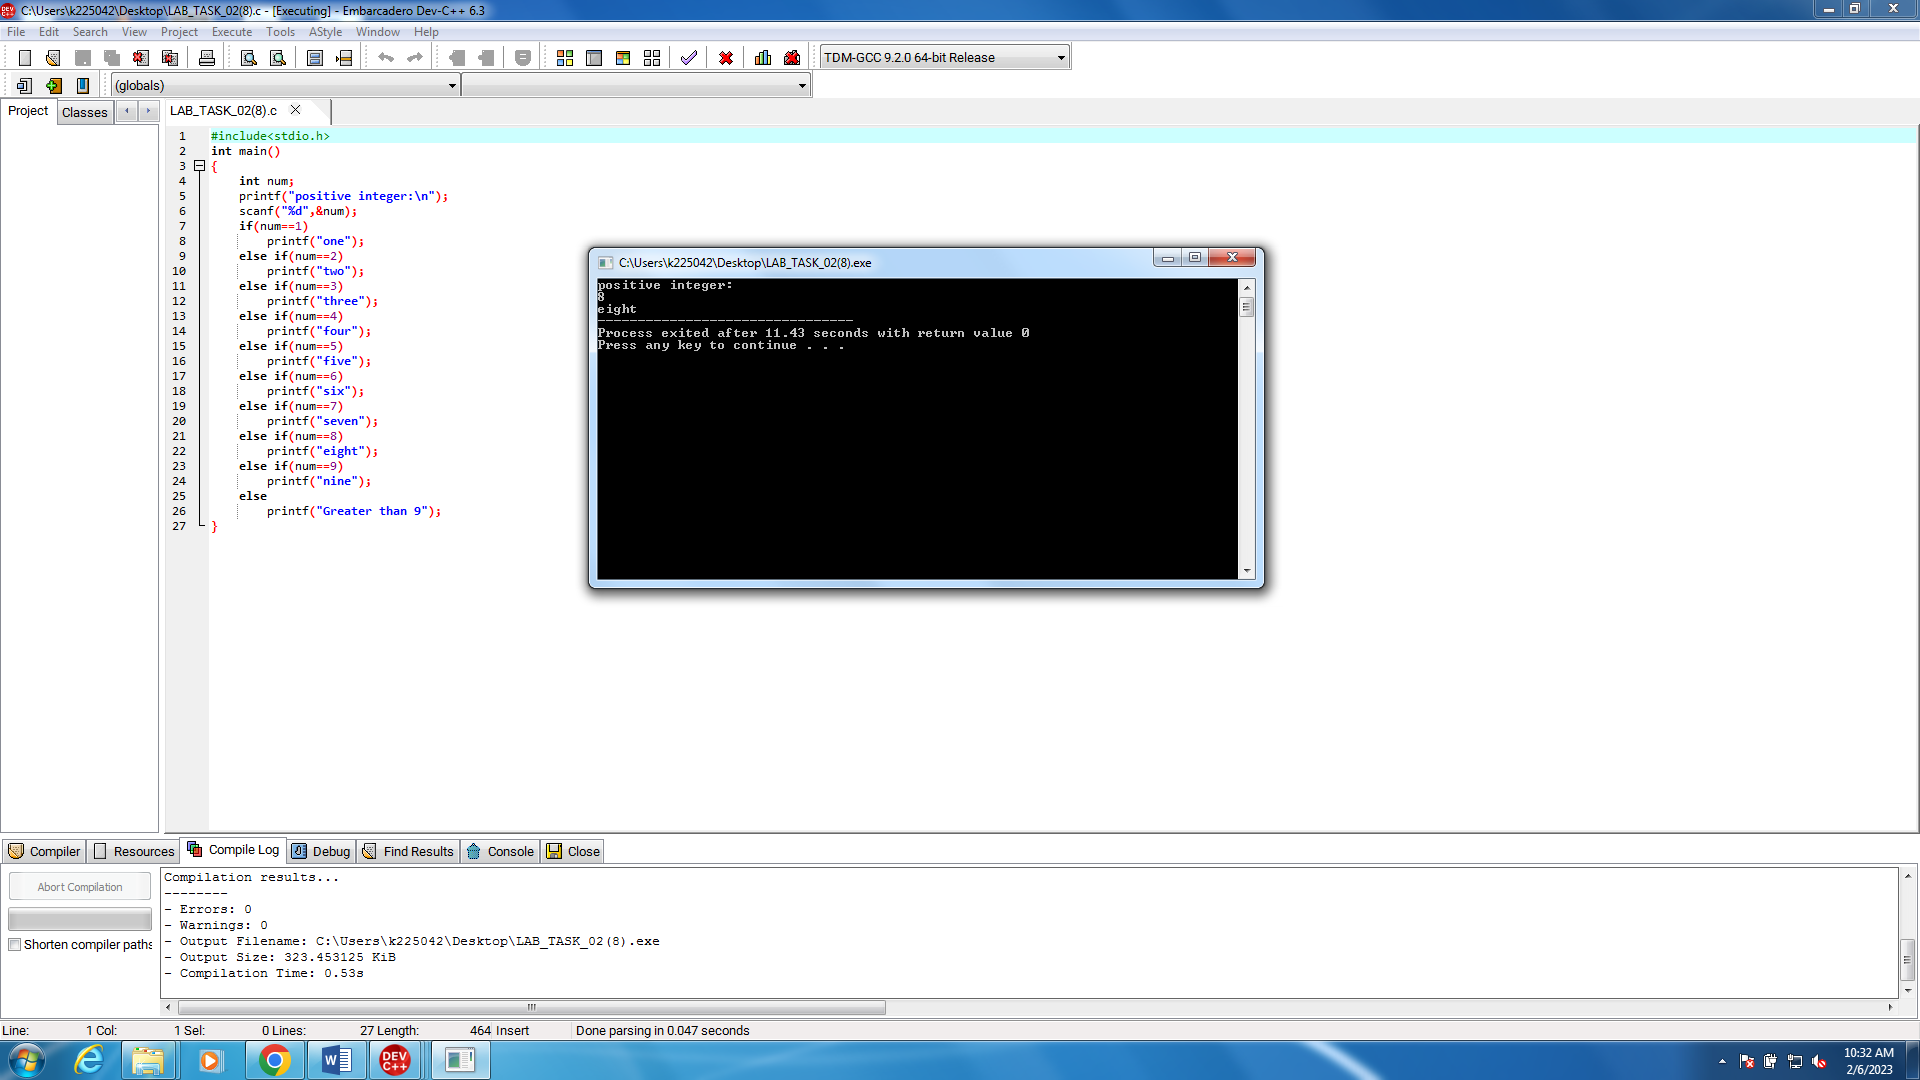 C:\Users\k225042\Desktop\LAB_TASK_02(8).c - [Executing] - Embarcadero Dev-C++ 6.3
File Edit Search View Project Execute Tools AStyle Window Help
TDM-GCC 9.2.0 64-bit Release
(globals)
Project Classes
LAB_TASK_02(8).c
1 #include<stdio.h>
2 int main()
3 {
4 int num;
5 printf("positive integer:\n");
6 scanf("%d",&num);
7 if(num==1)
8 printf("one");
9 else if(num==2)
10 printf("two");
11 else if(num==3)
12 printf("three");
13 else if(num==4)
14 printf("four");
15 else if(num==5)
16 printf("five");
17 else if(num==6)
18 printf("six");
19 else if(num==7)
20 printf("seven");
21 else if(num==8)
22 printf("eight");
23 else if(num==9)
24 printf("nine");
25 else
26 printf("Greater than 9");
27 }
C:\Users\k225042\Desktop\LAB_TASK_02(8).exe
positive integer:
8
eight
--------------------------------
Process exited after 11.43 seconds with return value 0
Press any key to continue . . .
Compiler Resources Compile Log Debug Find Results Console Close
Abort Compilation
Shorten compiler paths
Compilation results...
--------
- Errors: 0
- Warnings: 0
- Output Filename: C:\Users\k225042\Desktop\LAB_TASK_02(8).exe
- Output Size: 323.453125 KiB
- Compilation Time: 0.53s
Line: 1 Col: 1 Sel: 0 Lines: 27 Length: 464 Insert Done parsing in 0.047 seconds
DEV C++
10:32 AM
2/6/2023